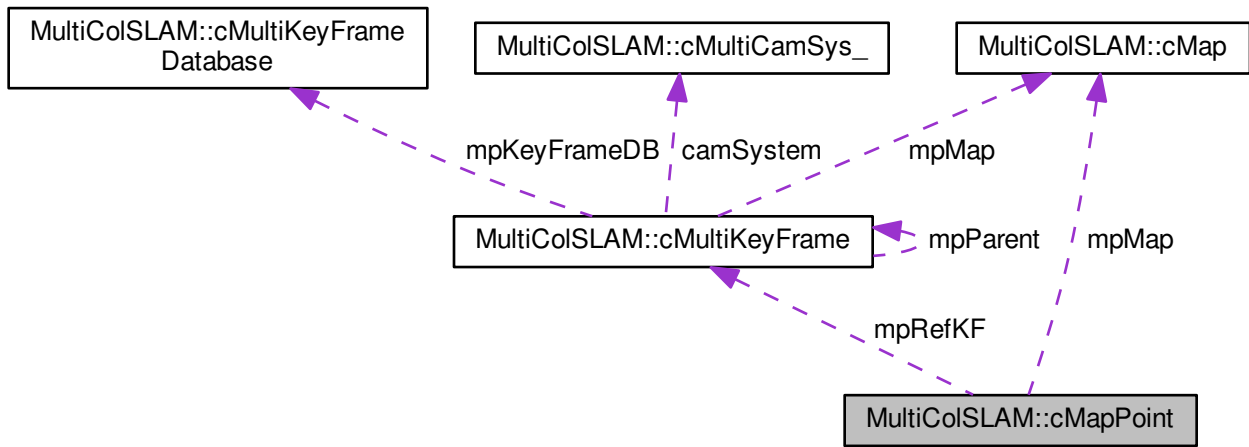 MultiColSLAM::cMultiKeyFrame
Database
MultiColSLAM::cMultiCamSys_
MultiColSLAM::cMap
mpKeyFrameDB
camSystem
mpMap
MultiColSLAM::cMultiKeyFrame
mpParent
mpMap
mpRefKF
MultiColSLAM::cMapPoint